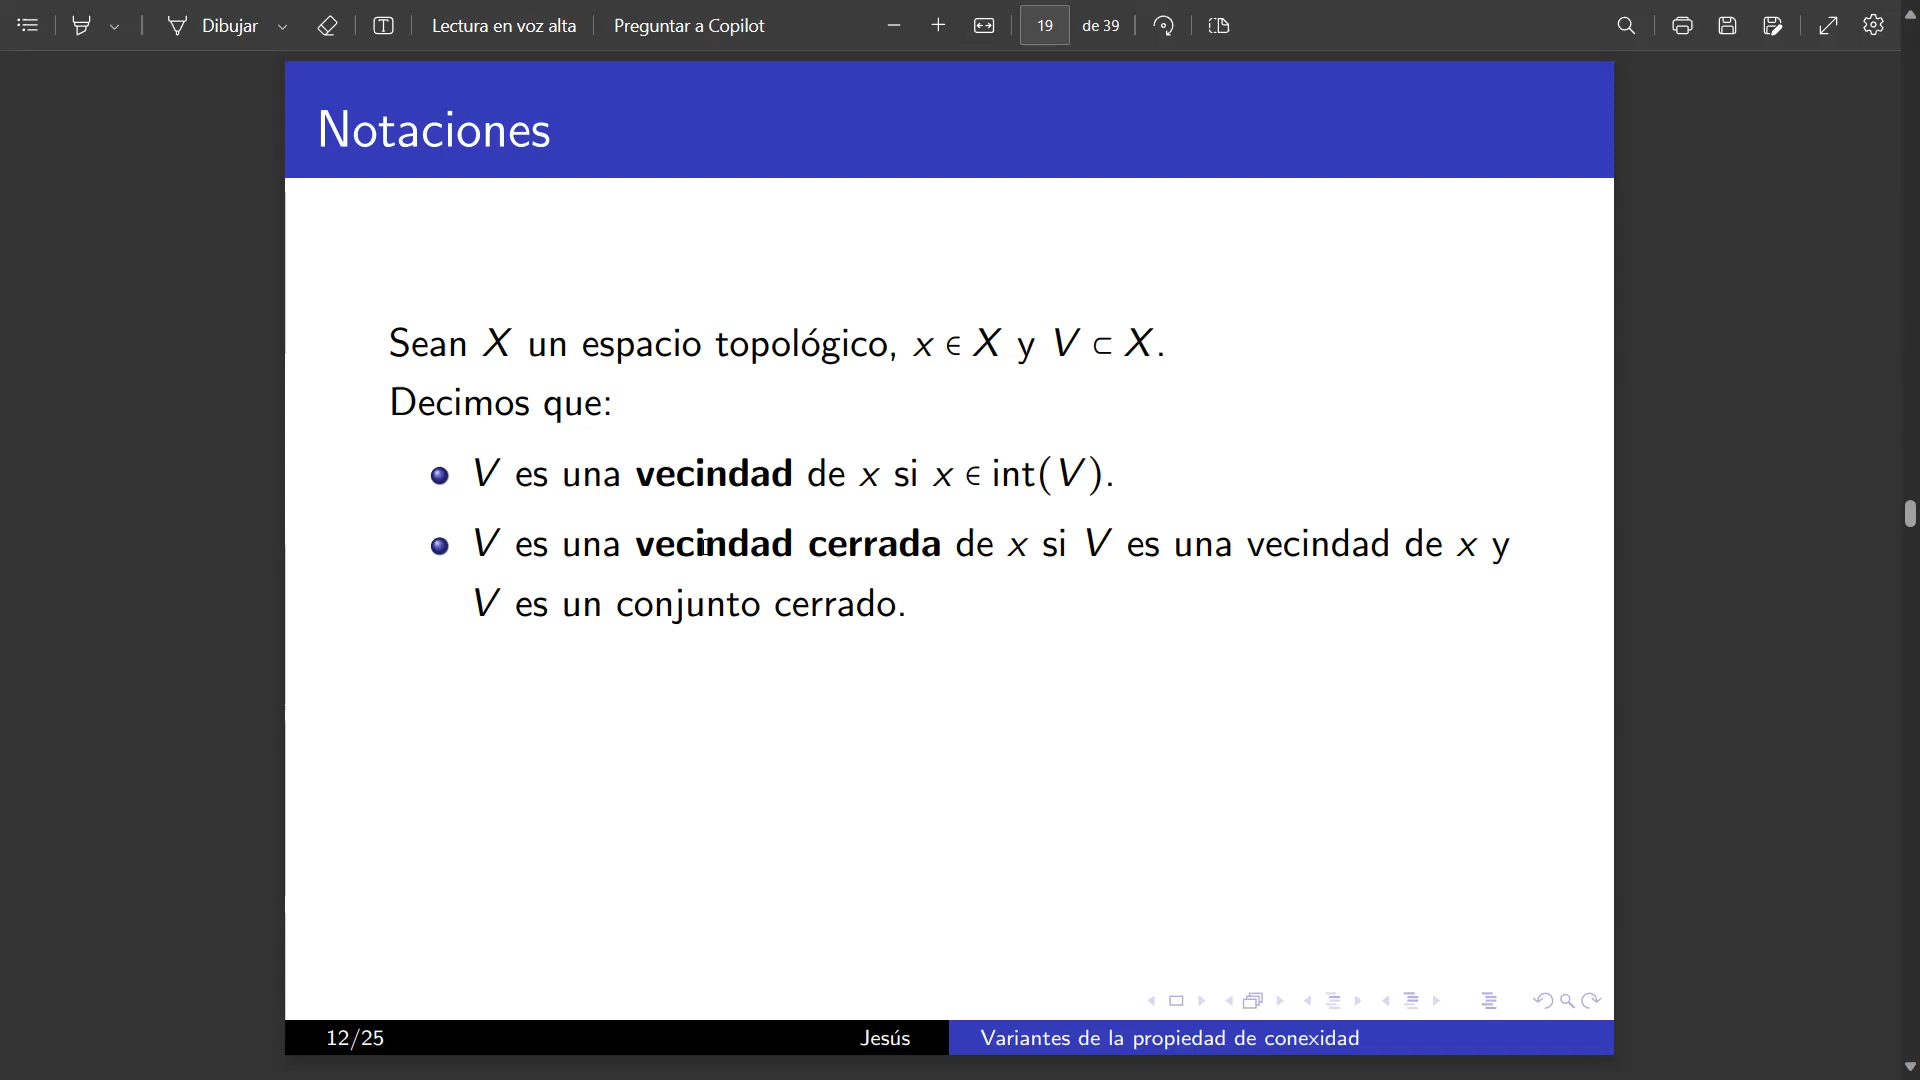 Dibujar Lectura en voz alta Preguntar a Copilot 19 de 39
Notaciones
Sean X un espacio topológico, x ∈ X y V ⊂ X.
Decimos que:
V es una vecindad de x si x ∈ int(V).
V es una vecindad cerrada de x si V es una vecindad de x y
V es un conjunto cerrado.
12/25 Jesús Variantes de la propiedad de conexidad